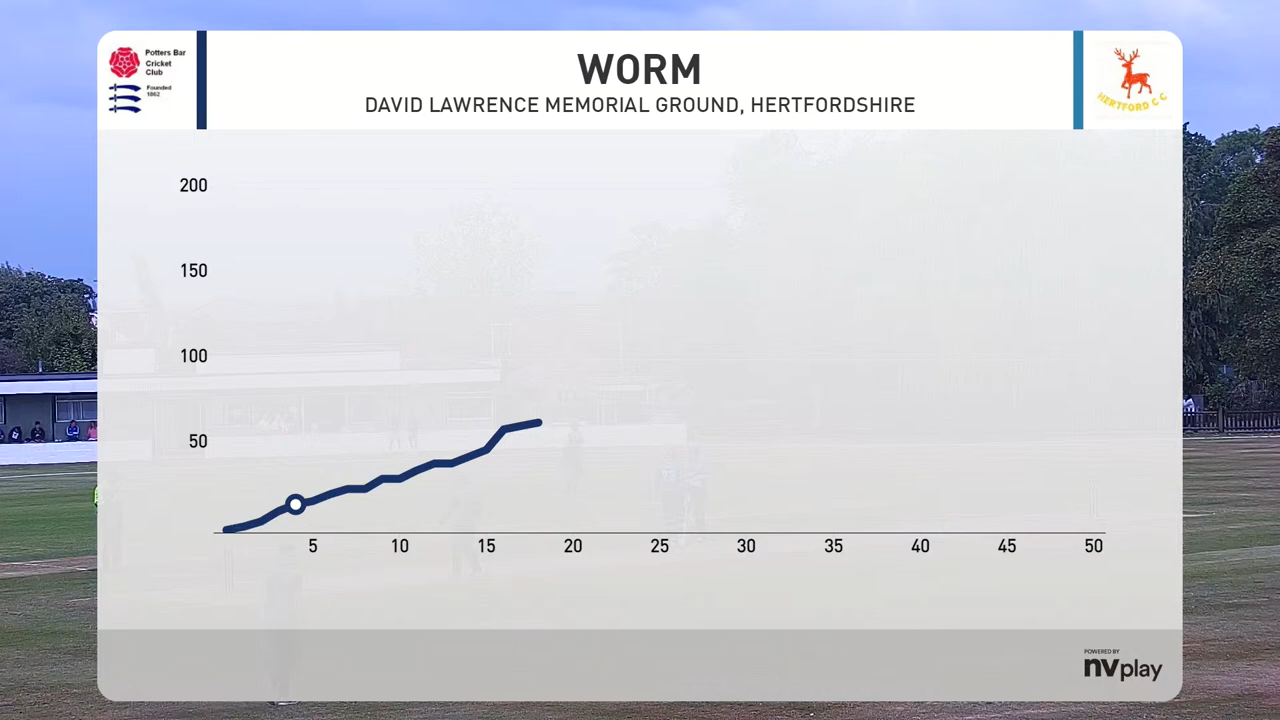 Potters Bar
Cricket
Club
Founded
1862
WORM
DAVID LAWRENCE MEMORIAL GROUND, HERTFORDSHIRE
HERTFORD C C
200
150
100
50
5 10 15 20 25 30 35 40 45 50
POWERED BY
nvplay